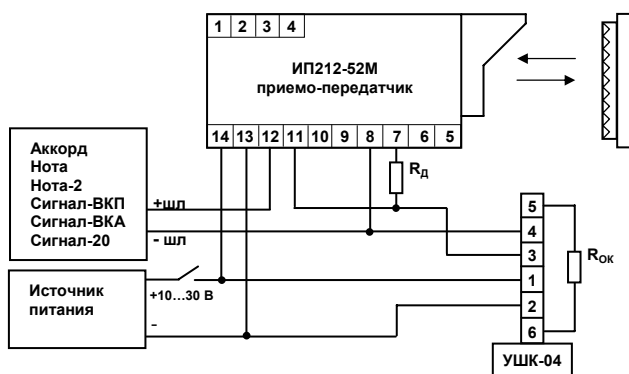 1 2 3 4
ИП212-52М
приемо-передатчик
14 13 12 11 10 9 8 7 6 5
Аккорд
Нота
Нота-2
Сигнал-ВКП
Сигнал-ВКА
Сигнал-20
+шл
- шл
RД
5
4
3
1
2
6
RОК
Источник
питания
+10...30 В
-
УШК-04